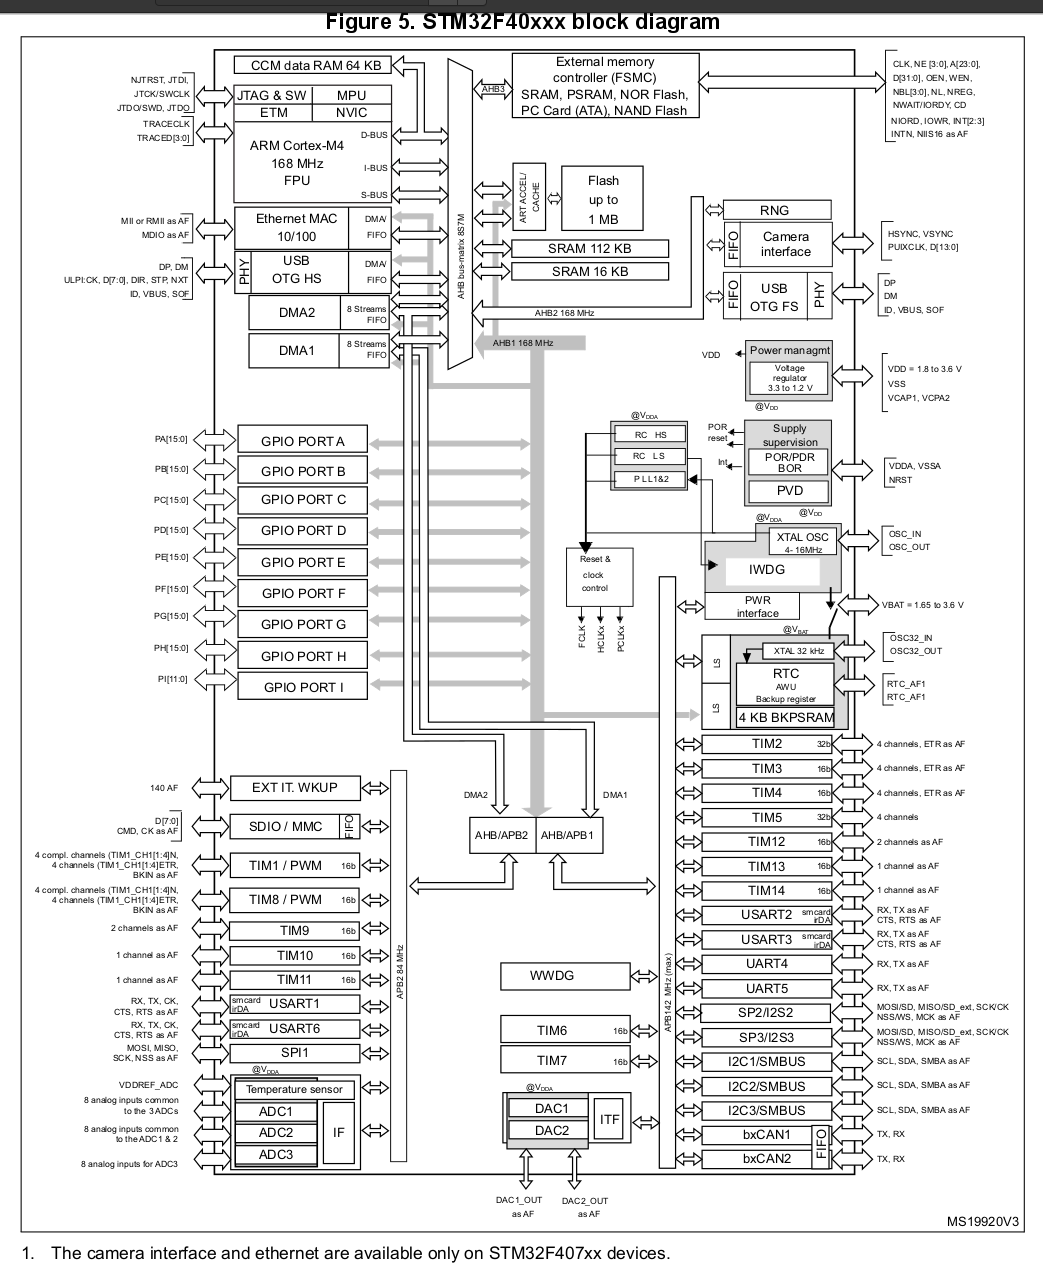 Figure 5. STM32F40xxx block diagram
CCM data RAM 64 KB
External memory
controller (FSMC)
SRAM, PSRAM, NOR Flash,
PC Card (ATA), NAND Flash
AHB3
CLK, NE [3:0], A[23:0],
D[31:0], OEN, WEN,
NBL[3:0], NL, NREG,
NWAIT/IORDY, CD
NIORD, IOWR, INT[2:3]
INTN, NIIS16 as AF
NJTRST, JTDI,
JTCK/SWCLK
JTDO/SWD, JTDO
TRACECLK
TRACED[3:0]
JTAG & SW
MPU
ETM
NVIC
ARM Cortex-M4
168 MHz
FPU
D-BUS
I-BUS
S-BUS
ART ACCEL/
CACHE
Flash
up to
1 MB
SRAM 112 KB
SRAM 16 KB
AHB bus-matrix 8S7M
MII or RMII as AF
MDIO as AF
Ethernet MAC
10/100
DMA/
FIFO
DP, DM
ULPI:CK, D[7:0], DIR, STP, NXT
ID, VBUS, SOF
PHY
USB
OTG HS
DMA/
FIFO
DMA2
8 Streams
FIFO
DMA1
8 Streams
FIFO
AHB2 168 MHz
AHB1 168 MHz
RNG
FIFO
Camera
interface
HSYNC, VSYNC
PUIXCLK, D[13:0]
FIFO
USB
OTG FS
PHY
DP
DM
ID, VBUS, SOF
VDD
Power managmt
Voltage
regulator
3.3 to 1.2 V
@VDD
VDD = 1.8 to 3.6 V
VSS
VCAP1, VCPA2
@VDDA
RC HS
RC LS
P LL1&2
POR
reset
Int
Supply
supervision
POR/PDR
BOR
PVD
@VDD
VDDA, VSSA
NRST
@VDDA
XTAL OSC
4- 16MHz
OSC_IN
OSC_OUT
IWDG
PWR
interface
VBAT = 1.65 to 3.6 V
Reset &
clock
control
FCLK
HCLKx
PCLKx
@VBAT
LS
LS
XTAL 32 kHz
RTC
AWU
Backup register
4 KB BKPSRAM
OSC32_IN
OSC32_OUT
RTC_AF1
RTC_AF1
PA[15:0]
GPIO PORT A
PB[15:0]
GPIO PORT B
PC[15:0]
GPIO PORT C
PD[15:0]
GPIO PORT D
PE[15:0]
GPIO PORT E
PF[15:0]
GPIO PORT F
PG[15:0]
GPIO PORT G
PH[15:0]
GPIO PORT H
PI[11:0]
GPIO PORT I
DMA2
DMA1
AHB/APB2
AHB/APB1
140 AF
EXT IT. WKUP
D[7:0]
CMD, CK as AF
SDIO / MMC
FIFO
4 compl. channels (TIM1_CH1[1:4]N,
4 channels (TIM1_CH1[1:4]ETR,
BKIN as AF
TIM1 / PWM
16b
4 compl. channels (TIM1_CH1[1:4]N,
4 channels (TIM1_CH1[1:4]ETR,
BKIN as AF
TIM8 / PWM
16b
2 channels as AF
TIM9
16b
1 channel as AF
TIM10
16b
1 channel as AF
TIM11
16b
RX, TX, CK,
CTS, RTS as AF
smcard
irDA
USART1
RX, TX, CK,
CTS, RTS as AF
smcard
irDA
USART6
MOSI, MISO,
SCK, NSS as AF
SPI1
@VDDA
VDDREF_ADC
Temperature sensor
8 analog inputs common
to the 3 ADCs
ADC1
8 analog inputs common
to the ADC1 & 2
ADC2
8 analog inputs for ADC3
ADC3
IF
APB2 84 MHz
WWDG
TIM6
16b
TIM7
16b
@VDDA
DAC1
DAC2
ITF
DAC1_OUT
as AF
DAC2_OUT
as AF
APB142 MHz (max)
TIM2
32b
4 channels, ETR as AF
TIM3
16b
4 channels, ETR as AF
TIM4
16b
4 channels, ETR as AF
TIM5
32b
4 channels
TIM12
16b
2 channels as AF
TIM13
16b
1 channel as AF
TIM14
16b
1 channel as AF
USART2
smcard
irDA
RX, TX as AF
CTS, RTS as AF
USART3
smcard
irDA
RX, TX as AF
CTS, RTS as AF
UART4
RX, TX as AF
UART5
RX, TX as AF
SP2/I2S2
MOSI/SD, MISO/SD_ext, SCK/CK
NSS/WS, MCK as AF
SP3/I2S3
MOSI/SD, MISO/SD_ext, SCK/CK
NSS/WS, MCK as AF
I2C1/SMBUS
SCL, SDA, SMBA as AF
I2C2/SMBUS
SCL, SDA, SMBA as AF
I2C3/SMBUS
SCL, SDA, SMBA as AF
bxCAN1
TX, RX
bxCAN2
TX, RX
FIFO
MS19920V3
1. The camera interface and ethernet are available only on STM32F407xx devices.